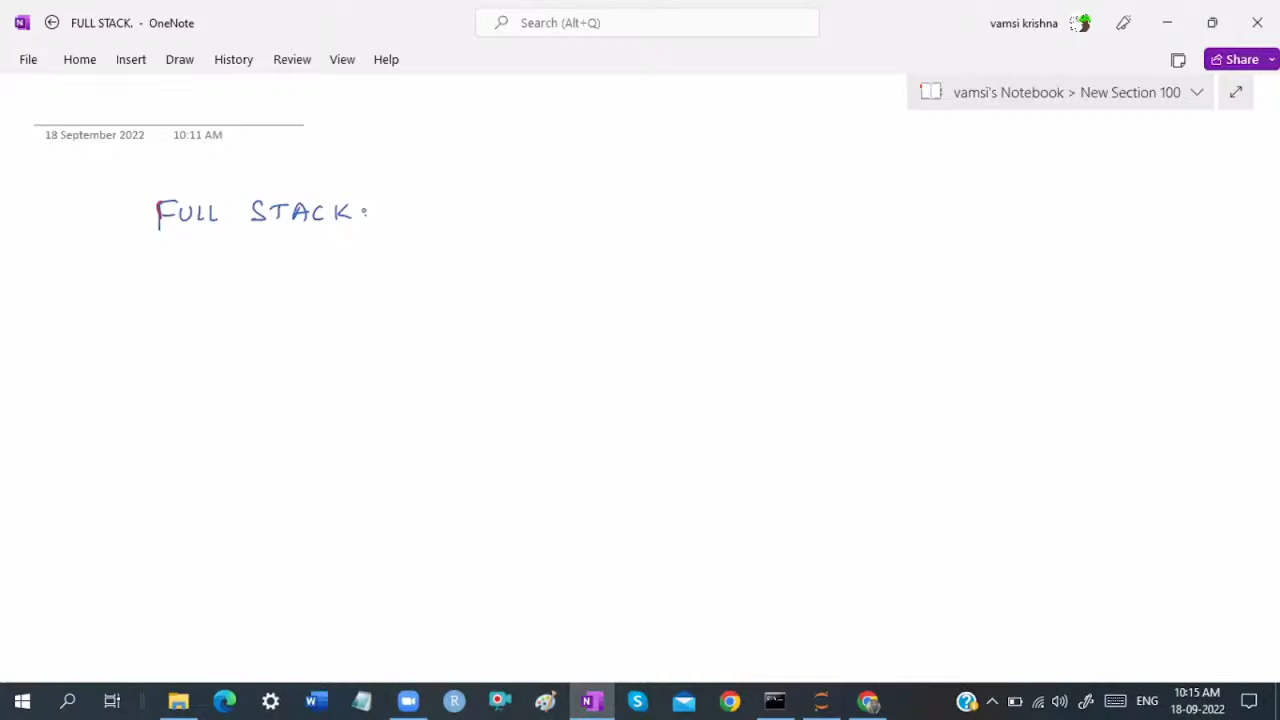 FULL STACK. - OneNote
Search (Alt+Q)
vamsi krishna
File Home Insert Draw History Review View Help
Share
vamsi's Notebook > New Section 100
18 September 2022 10:11 AM
FULL STACK:
ENG
10:15 AM
18-09-2022